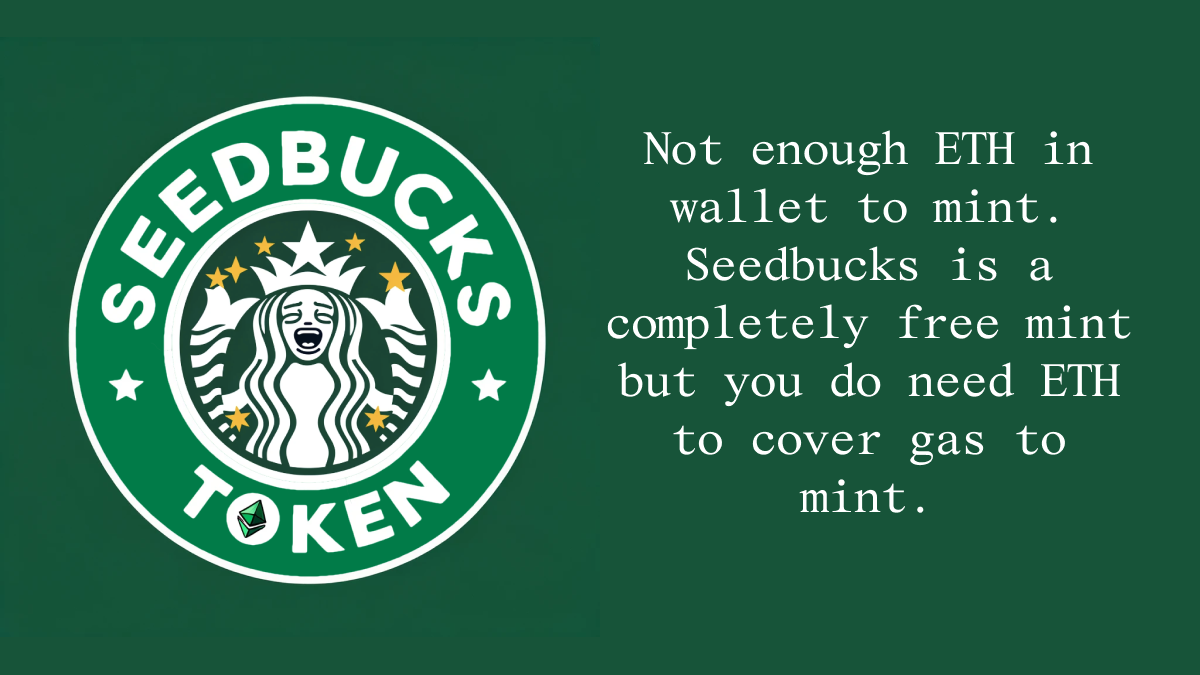 SEEDBUCKS
TOKEN
Not enough ETH in
wallet to mint.
Seedbucks is a
completely free mint
but you do need ETH
to cover gas to
mint.